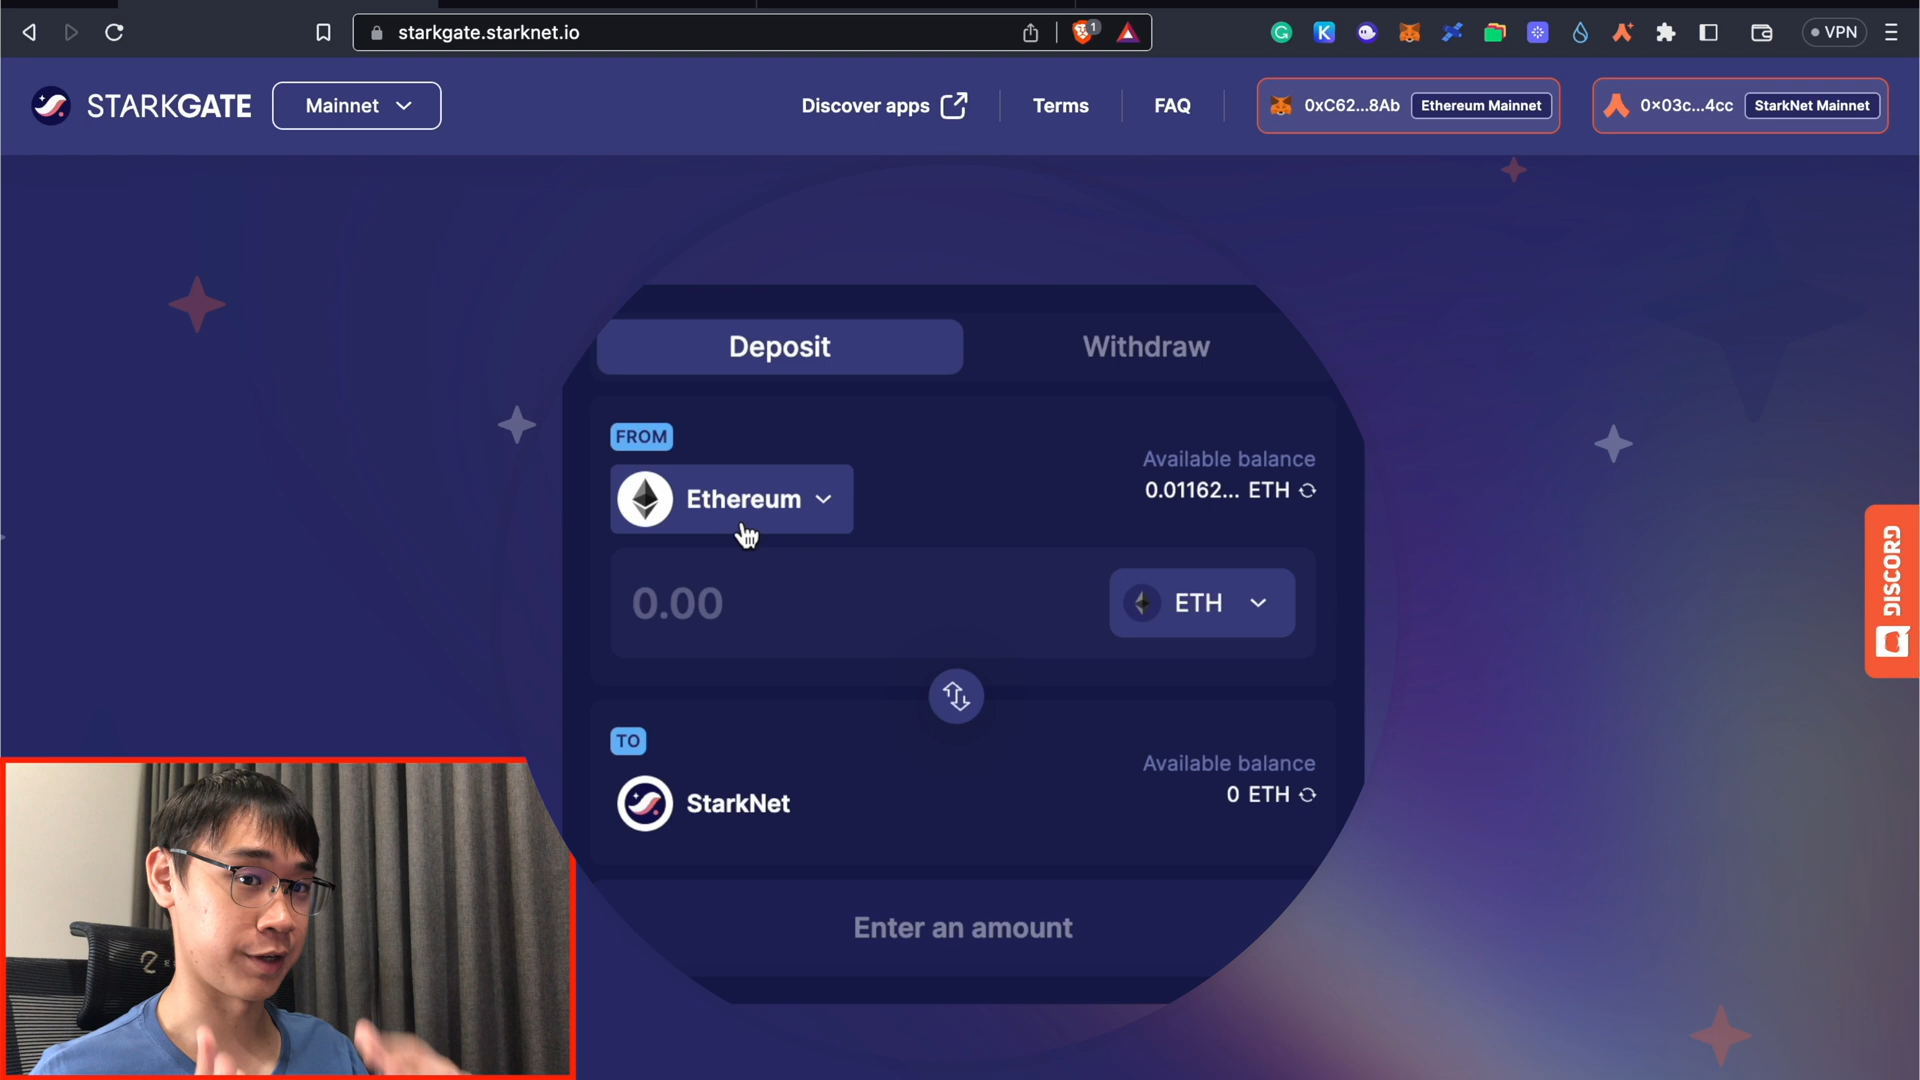 starkgate.starknet.io
1
VPN
STARKGATE
Mainnet
Discover apps
Terms
FAQ
0xC62...8Ab
Ethereum Mainnet
0x03c...4cc
StarkNet Mainnet
Deposit
Withdraw
FROM
Ethereum
Available balance
0.01162... ETH
0.00
ETH
TO
StarkNet
Available balance
0 ETH
Enter an amount
DISCORD